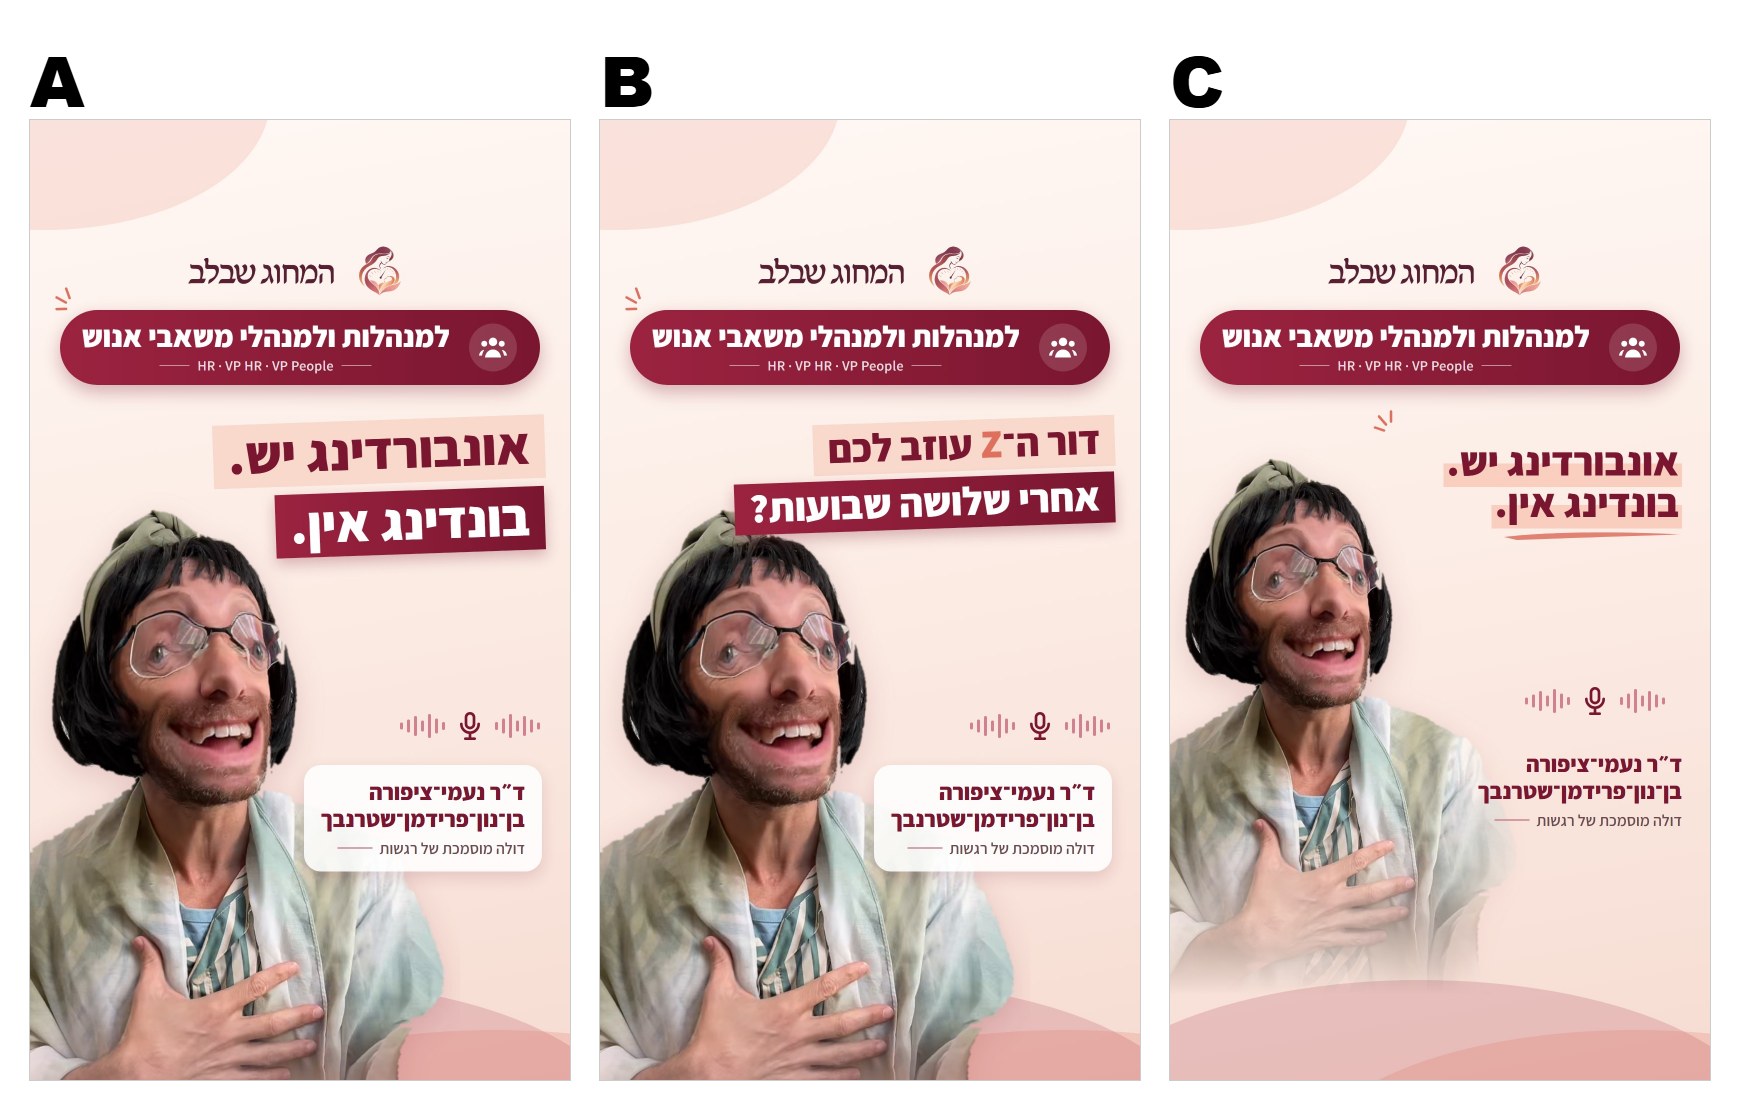 A
המחוג שבלב
למנהלות ולמנהלי משאבי אנוש
HR · VP HR · VP People
אונבורדינג יש.
בונדינג אין.
ד״ר נעמי־ציפורה
בן־נון־פרידמן־שטרנבך
דולה מוסמכת של רגשות
B
המחוג שבלב
למנהלות ולמנהלי משאבי אנוש
HR · VP HR · VP People
דור ה־Z עוזב לכם
אחרי שלושה שבועות?
ד״ר נעמי־ציפורה
בן־נון־פרידמן־שטרנבך
דולה מוסמכת של רגשות
C
המחוג שבלב
למנהלות ולמנהלי משאבי אנוש
HR · VP HR · VP People
אונבורדינג יש.
בונדינג אין.
ד״ר נעמי־ציפורה
בן־נון־פרידמן־שטרנבך
דולה מוסמכת של רגשות